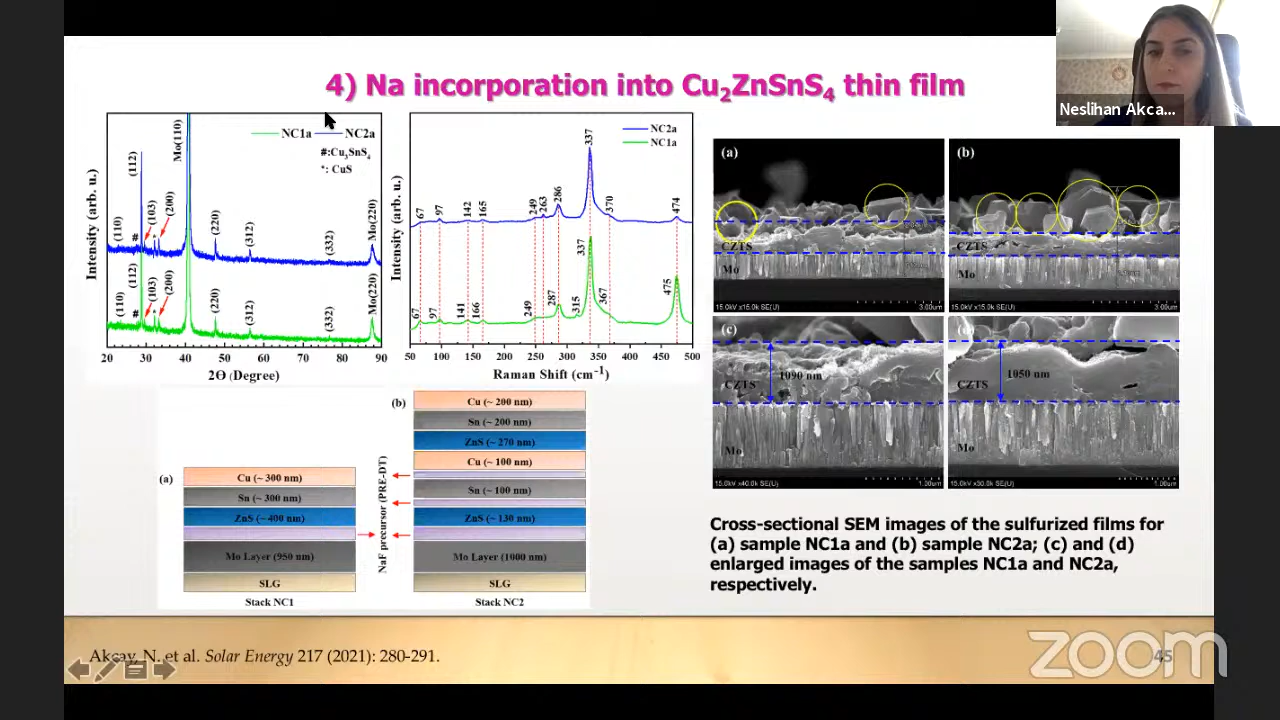 Neslihan Akca...
4) Na incorporation into Cu₂ZnSnS₄ thin film
NC1a NC2a
#:Cu₃SnS₄
*: CuS
Intensity (arb. u.)
(110)
(112)
#
(103)
*
(200)
Mo(110)
(220)
(312)
(332)
Mo(220)
(110)
(112)
#
(103)
*
(200)
(220)
(312)
(332)
Mo(220)
20 30 40 50 60 70 80 90
2Θ (Degree)
NC2a
NC1a
Intensity (arb. u.)
67 97 142 165 249 263 286 337 370 474
67 97 141 166 249 287 315 337 367 475
50 100 150 200 250 300 350 400 450 500
Raman Shift (cm⁻¹)
(a)
CZTS
Mo
15.0kV x15.0k SE(U) 3.00um
(b)
CZTS
Mo
15.0kV x15.0k SE(U) 3.00um
(c)
1090 nm
CZTS
Mo
15.0kV x40.0k SE(U) 1.00um
(d)
1050 nm
CZTS
Mo
15.0kV x50.0k SE(U) 1.00um
(a)
Cu (~ 300 nm)
Sn (~ 300 nm)
ZnS (~ 400 nm)
Mo Layer (950 nm)
SLG
Stack NC1
NaF precursor (PRE-DT)
(b)
Cu (~ 200 nm)
Sn (~ 200 nm)
ZnS (~ 270 nm)
Cu (~ 100 nm)
Sn (~ 100 nm)
ZnS (~ 130 nm)
Mo Layer (1000 nm)
SLG
Stack NC2
Cross-sectional SEM images of the sulfurized films for
(a) sample NC1a and (b) sample NC2a; (c) and (d)
enlarged images of the samples NC1a and NC2a,
respectively.
Akcay, N. et al. Solar Energy 217 (2021): 280-291.
zoom
45